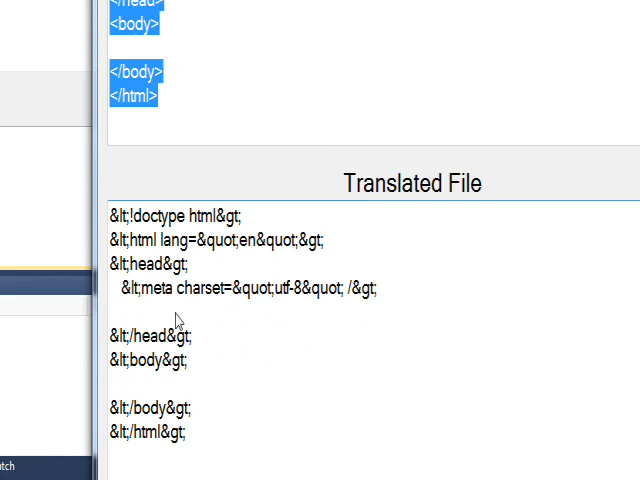 </head>
<body>
</body>
</html>
Translated File
&lt;!doctype html&gt;
&lt;html lang=&quot;en&quot;&gt;
&lt;head&gt;
&lt;meta charset=&quot;utf-8&quot; /&gt;
&lt;/head&gt;
&lt;body&gt;
&lt;/body&gt;
&lt;/html&gt;